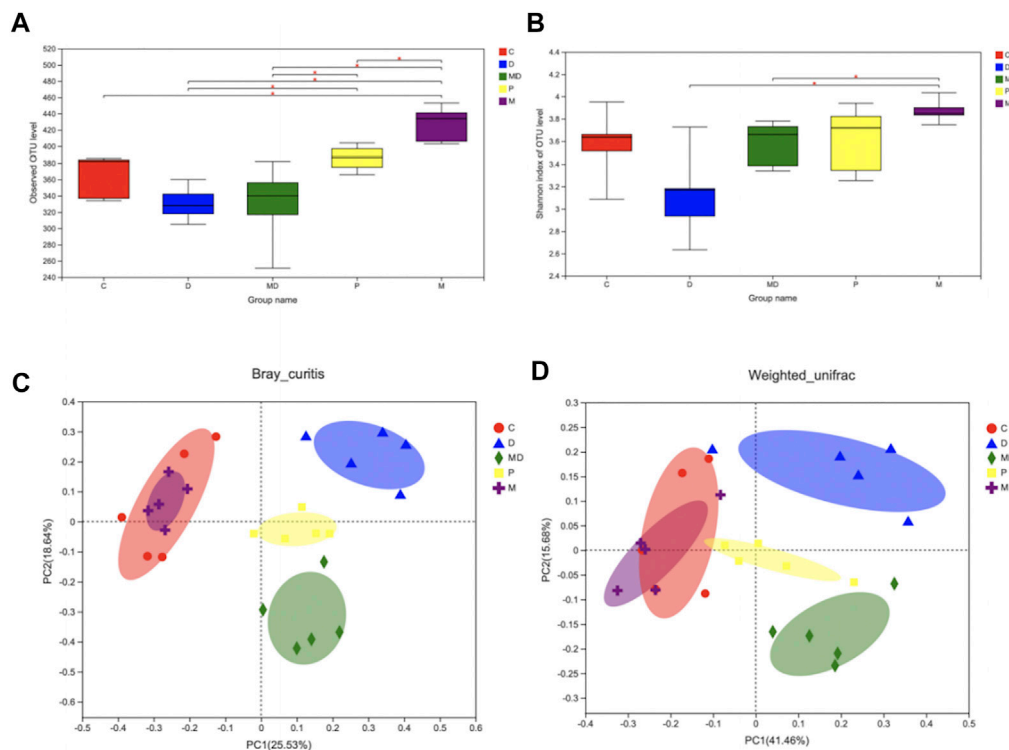 A
B
520
500
480
460
440
420
400
380
360
340
320
300
280
260
240
Observed OTU level
*
*
*
*
*
*
C
D
MD
P
M
Group name
C
D
MD
P
M
4.4
4.2
4
3.8
3.6
3.4
3.2
3
2.8
2.6
2.4
Shannon index of OTU level
*
*
C
D
MD
P
M
Group name
C
D
M
P
M
C
Bray_curitis
0.4
0.3
0.2
0.1
0
-0.1
-0.2
-0.3
-0.4
-0.5
-0.6
PC2(18.64%)
-0.5 -0.4 -0.3 -0.2 -0.1 0 0.1 0.2 0.3 0.4 0.5 0.6
PC1(25.53%)
C
D
MD
P
M
D
Weighted_unifrac
0.3
0.25
0.2
0.15
0.1
0.05
0
-0.05
-0.1
-0.15
-0.2
-0.25
-0.3
PC2(15.68%)
-0.5 -0.4 -0.3 -0.2 -0.1 0 0.1 0.2 0.3 0.4 0.5
PC1(41.46%)
C
D
MD
P
M